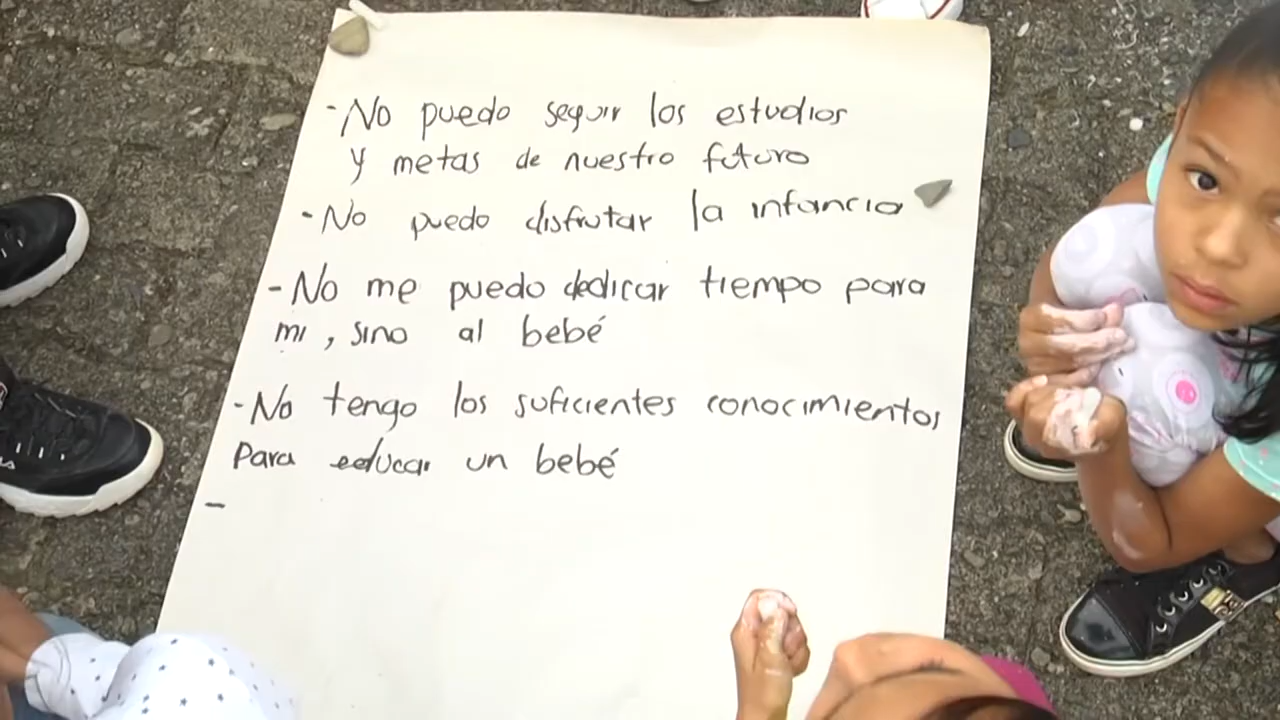 -No puedo seguir los estudios
y metas de nuestro futuro
-No puedo disfrutar la infancia
-No me puedo dedicar tiempo para
mi, sino al bebé
-No tengo los suficientes conocimientos
Para educar un bebé
-